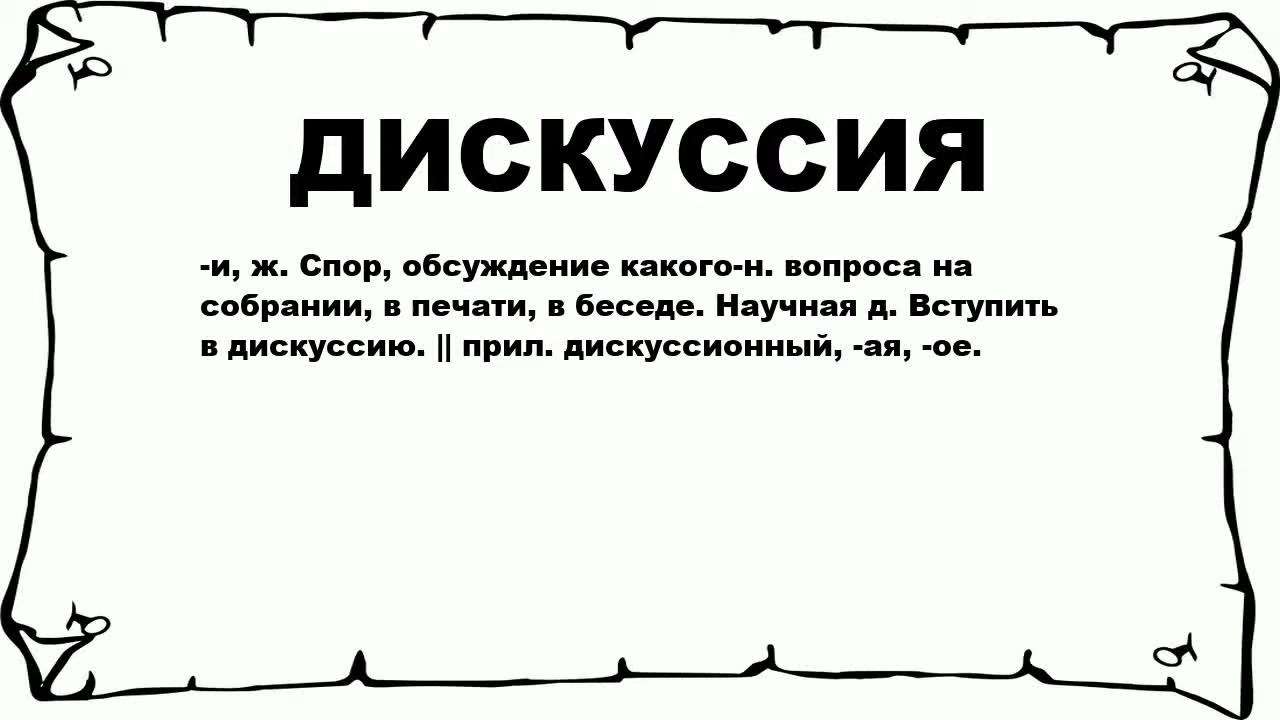 ДИСКУССИЯ
-и, ж. Спор, обсуждение какого-н. вопроса на
собрании, в печати, в беседе. Научная д. Вступить
в дискуссию. || прил. дискуссионный, -ая, -ое.